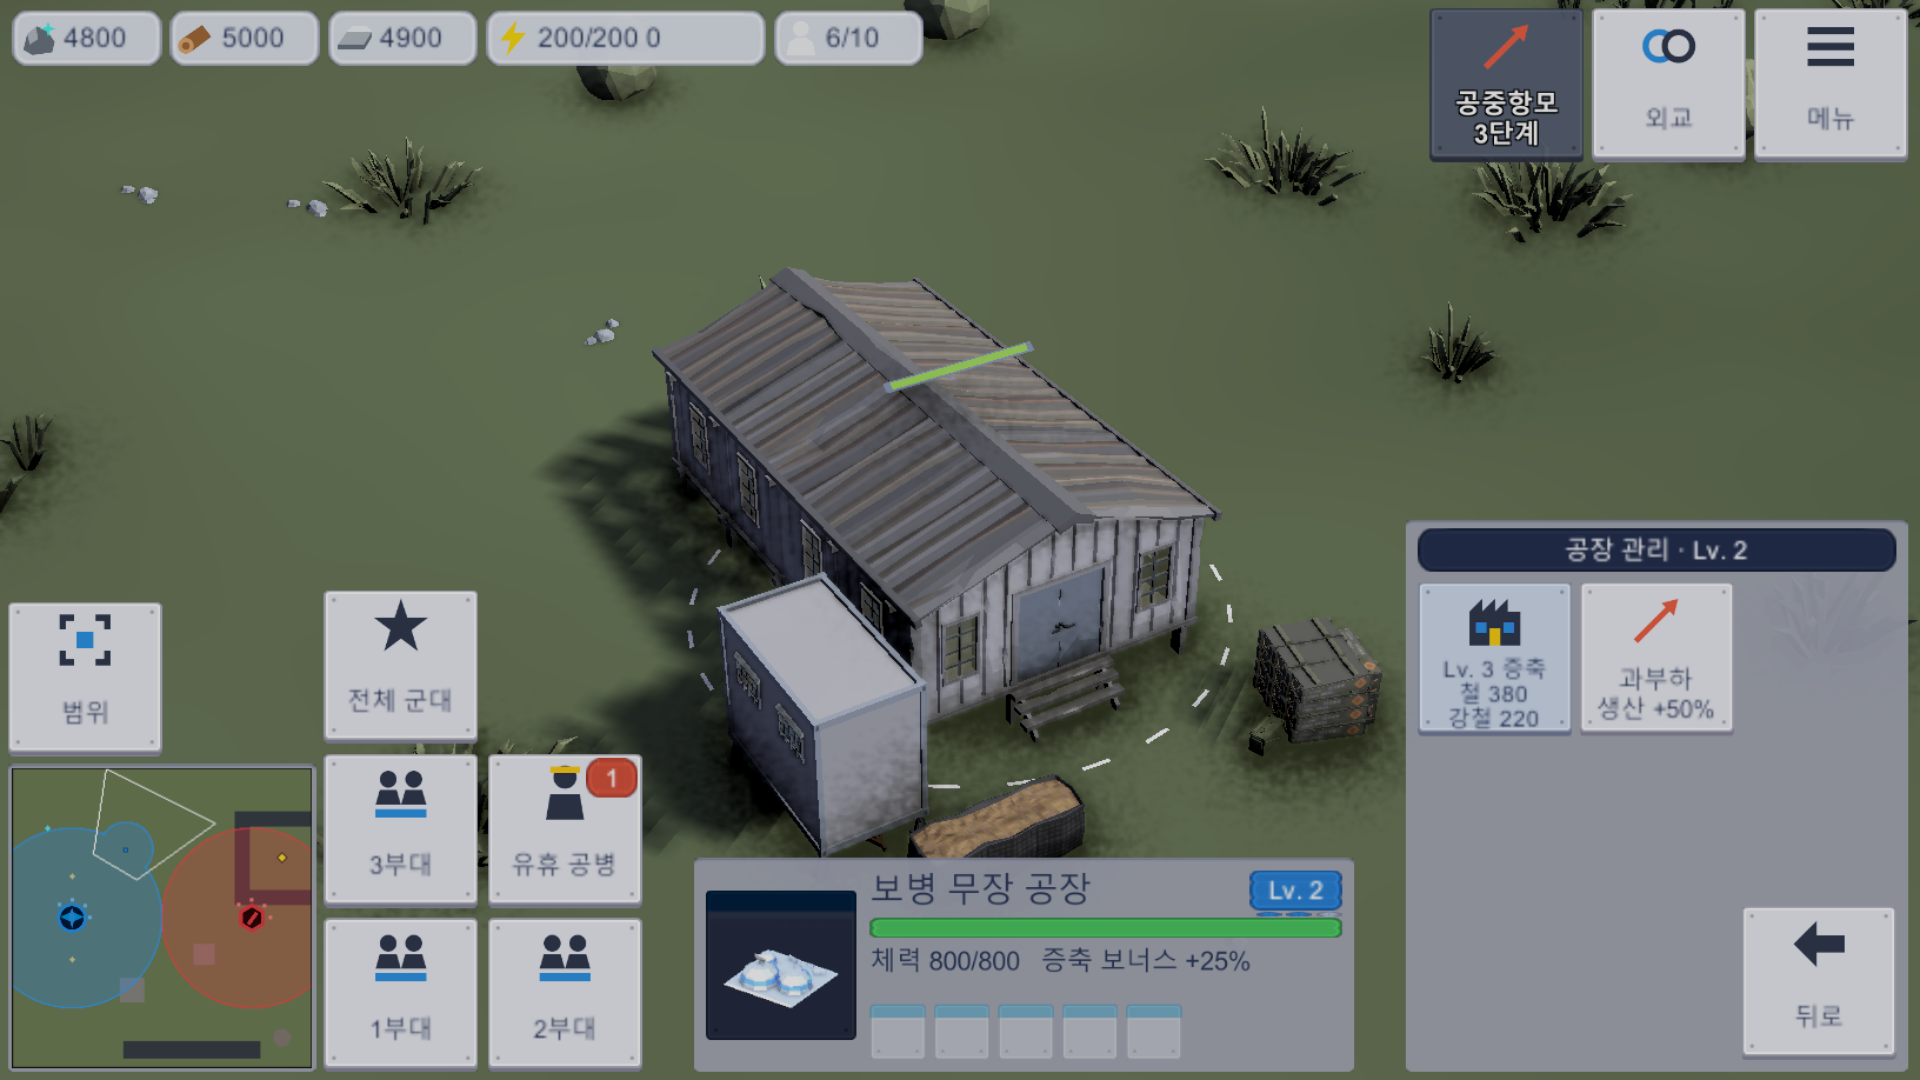 4800
5000
4900
200/200 0
6/10
공중항모
3단계
외교
메뉴
공장 관리 · Lv. 2
Lv. 3 증축
철 380
강철 220
과부하
생산 +50%
범위
전체 군대
3부대
1
유휴 공병
1부대
2부대
보병 무장 공장
Lv. 2
체력 800/800 증축 보너스 +25%
뒤로